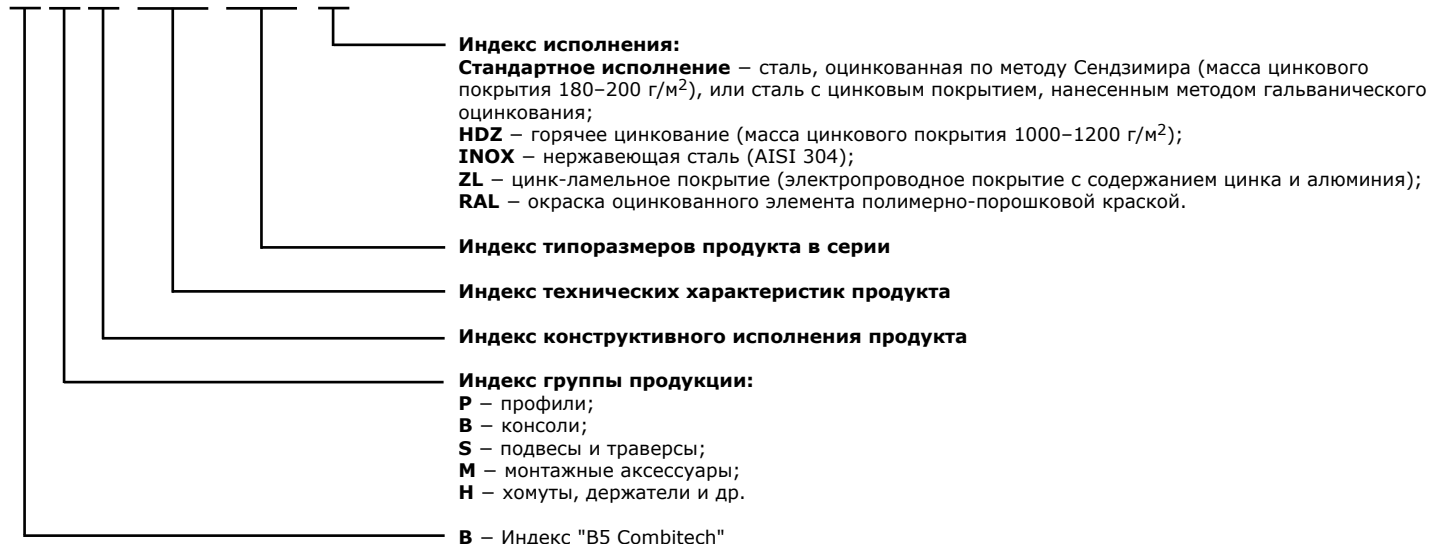 Индекс исполнения:
Стандартное исполнение − сталь, оцинкованная по методу Сендзимира (масса цинкового
покрытия 180–200 г/м2), или сталь с цинковым покрытием, нанесенным методом гальванического
оцинкования;
HDZ − горячее цинкование (масса цинкового покрытия 1000–1200 г/м2);
INOX − нержавеющая сталь (AISI 304);
ZL − цинк-ламельное покрытие (электропроводное покрытие с содержанием цинка и алюминия);
RAL − окраска оцинкованного элемента полимерно-порошковой краской.
Индекс типоразмеров продукта в серии
Индекс технических характеристик продукта
Индекс конструктивного исполнения продукта
Индекс группы продукции:
P − профили;
B − консоли;
S − подвесы и траверсы;
M − монтажные аксессуары;
H − хомуты, держатели и др.
B − Индекс "B5 Combitech"